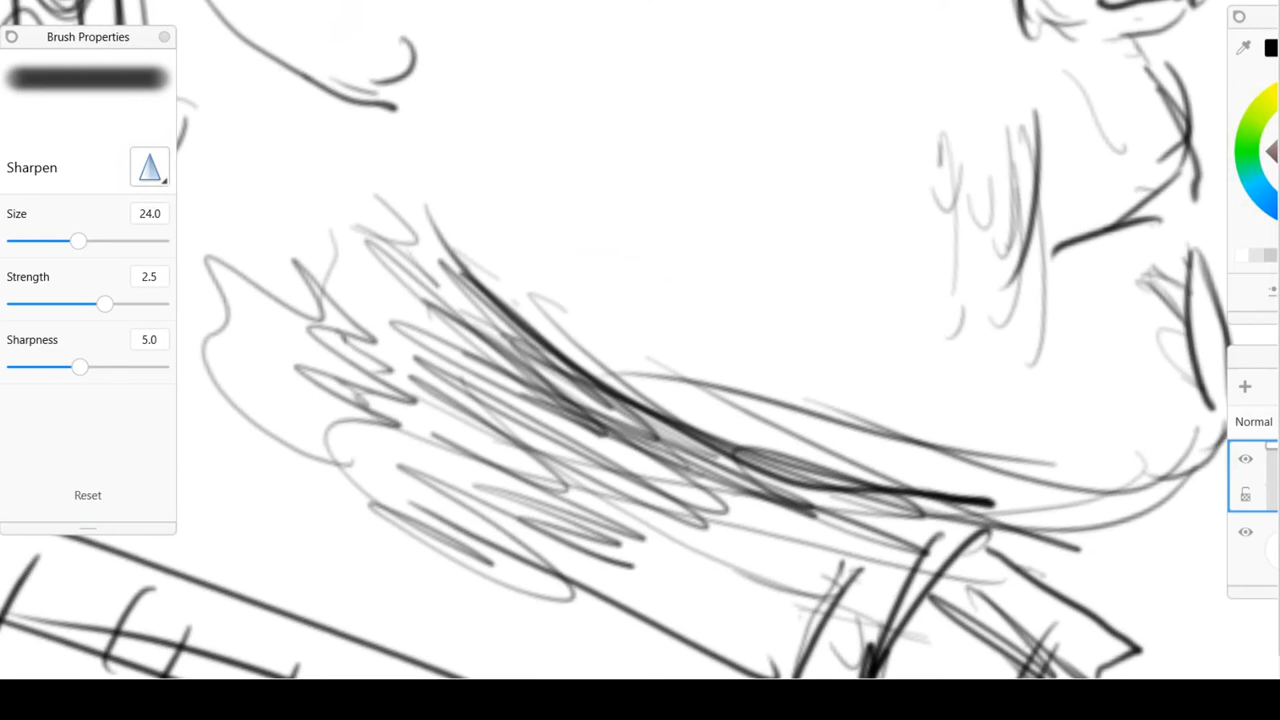 Brush Properties
Sharpen
Size 24.0
Strength 2.5
Sharpness 5.0
Reset
Normal